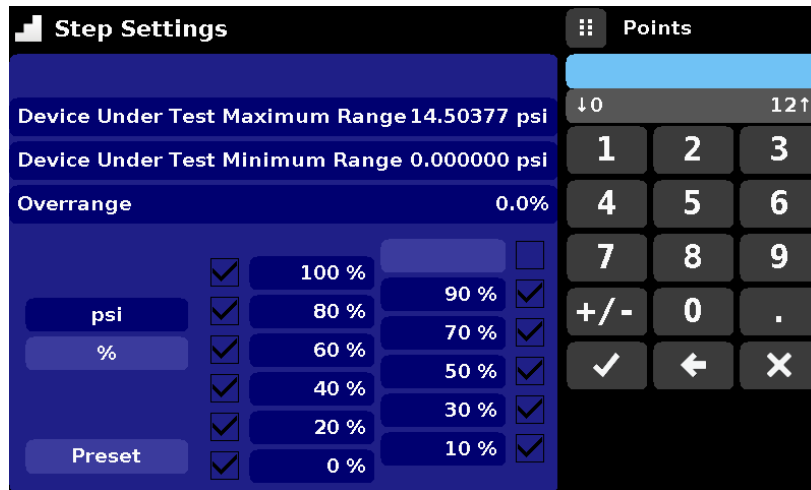 Step Settings
Points
Device Under Test Maximum Range 14.50377 psi
Device Under Test Minimum Range 0.000000 psi
Overrange 0.0%
100 %
90 %
psi
80 %
70 %
%
60 %
50 %
40 %
30 %
20 %
10 %
Preset
0 %
↓0 12↑
1 2 3
4 5 6
7 8 9
+/- 0 .